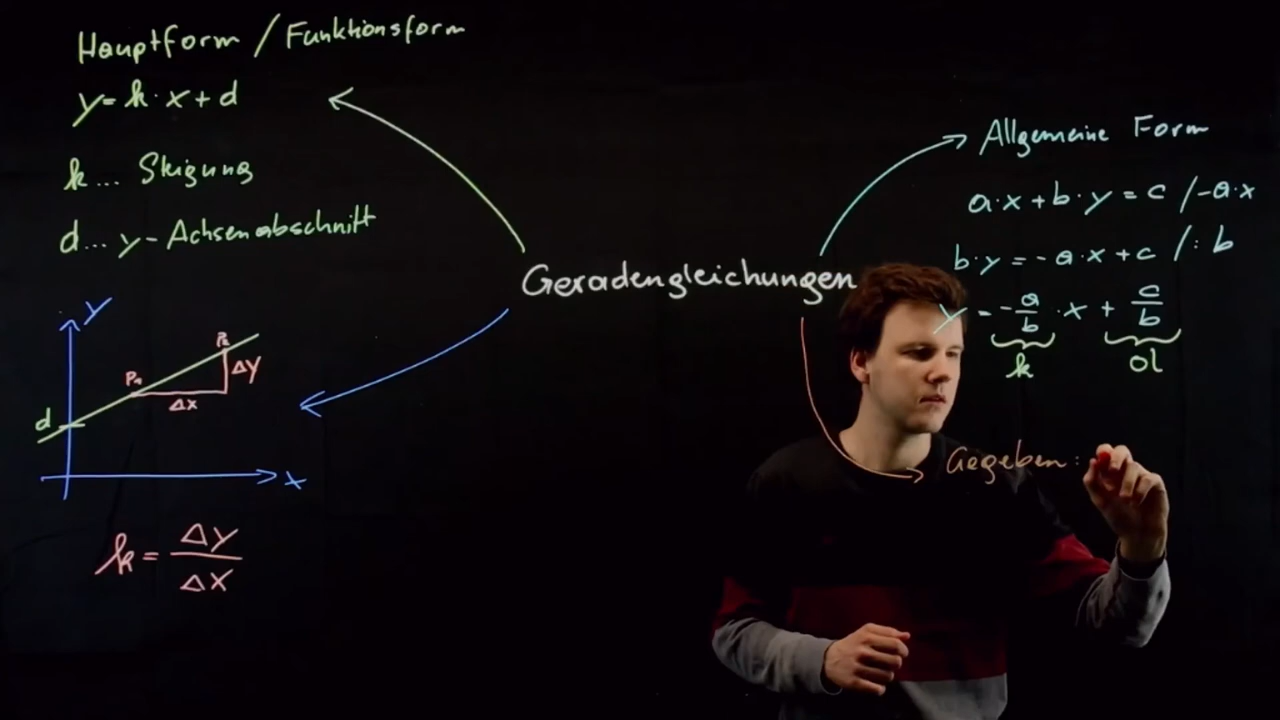 Hauptform / Funktionsform
y = k · x + d
k ... Steigung
d ... y-Achsenabschnitt
y
P₂
Δy
P₁
Δx
d
x
k = Δy / Δx
Geradengleichungen
Allgemeine Form
a·x + b·y = c /-a·x
b·y = -a·x + c /:b
y = -a/b · x + c/b
k d
Gegeben: